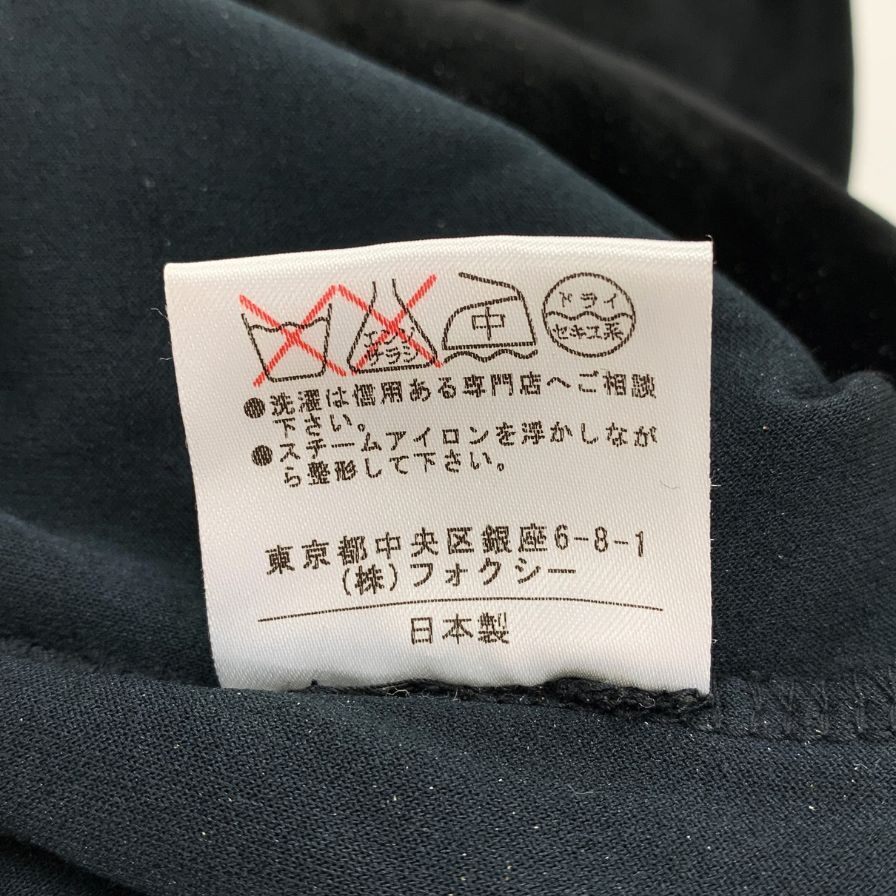 エンソ
サラシ
中
ドライ
セキユ系
●洗濯は信用ある専門店へご相談
下さい。
●スチームアイロンを浮かしなが
ら整形して下さい。
東京都中央区銀座6-8-1
(株)フォクシー
日本製